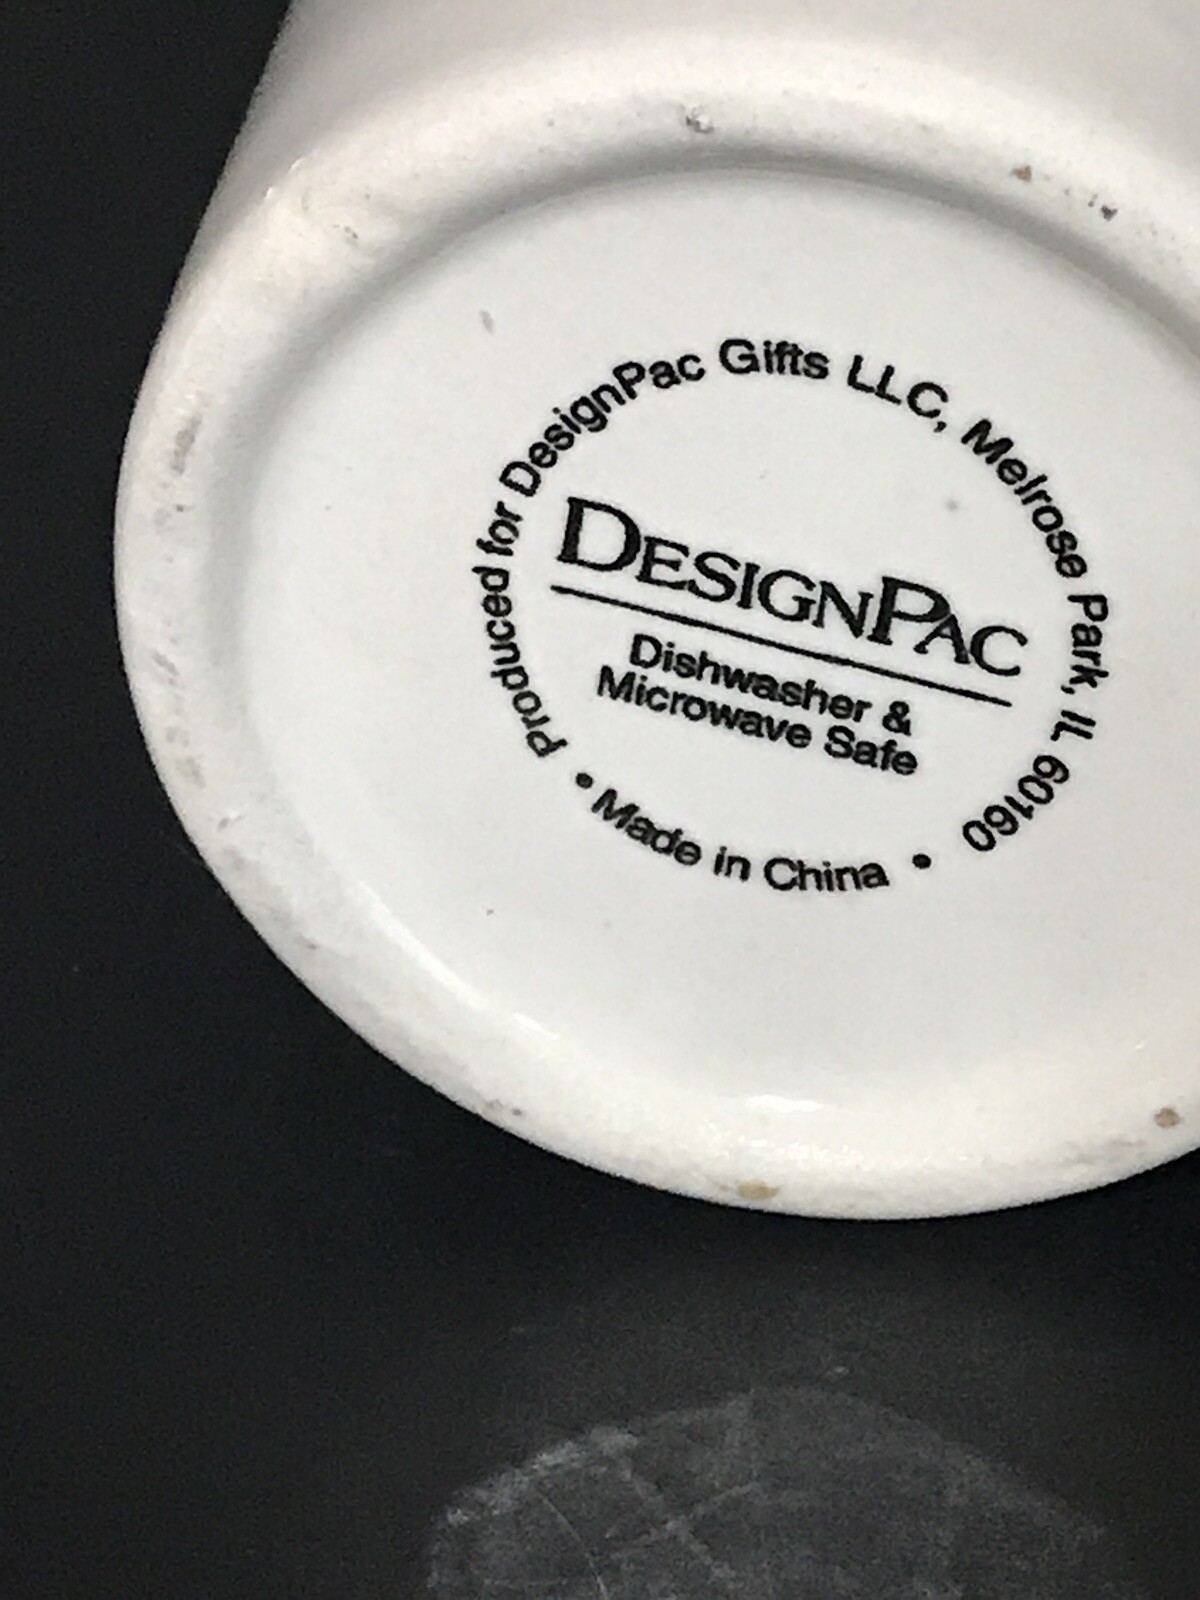 Produced for DesignPac Gifts LLC, Melrose Park, IL 60160
DESIGNPAC
Dishwasher &
Microwave Safe
• Made in China •